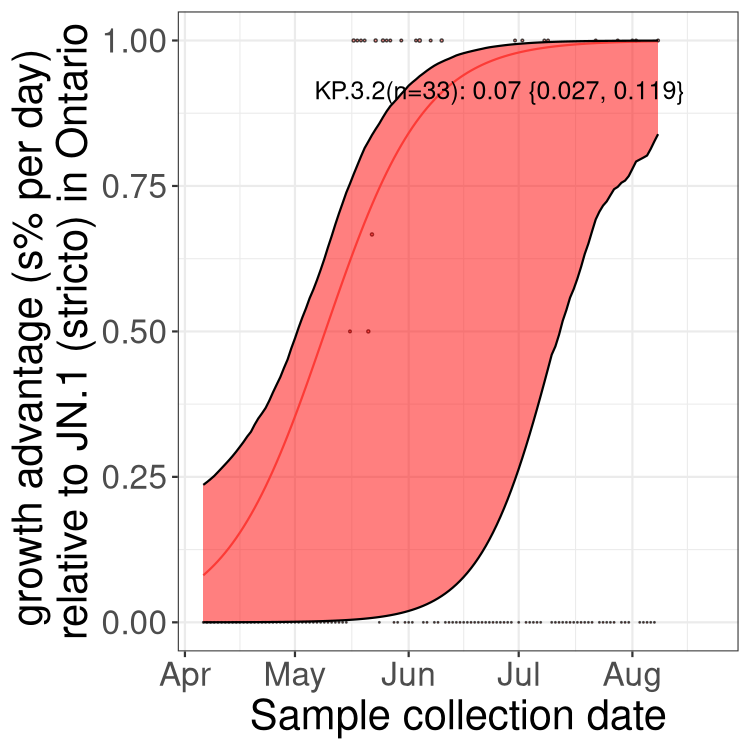 growth advantage (s% per day)
relative to JN.1 (stricto) in Ontario
1.00
0.75
0.50
0.25
0.00
KP.3.2(n=33): 0.07 {0.027, 0.119}
Apr May Jun Jul Aug
Sample collection date